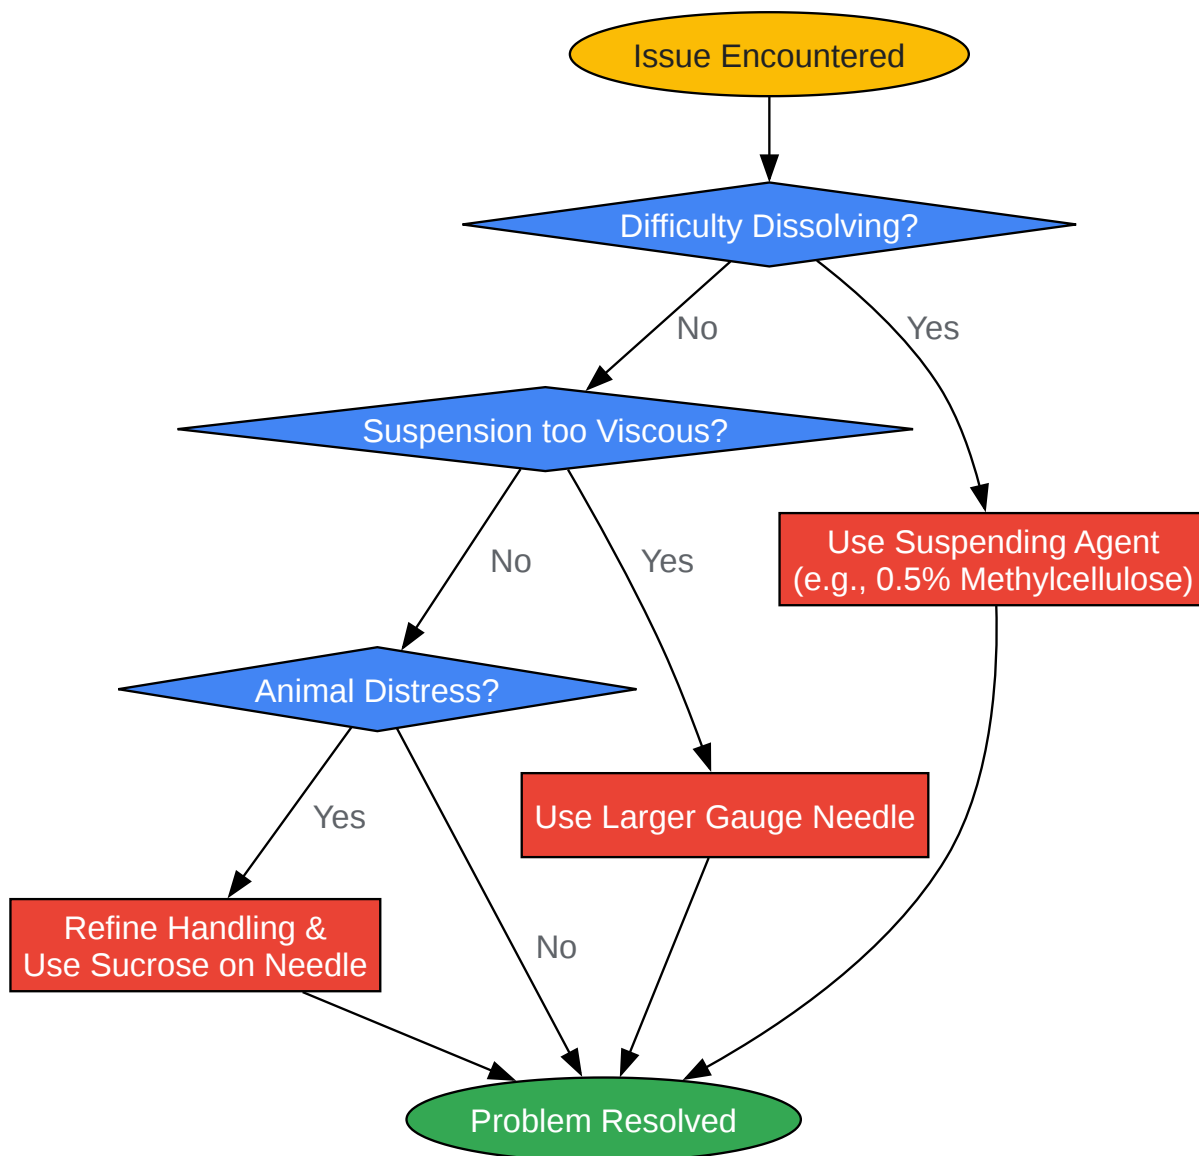 Issue Encountered
Difficulty Dissolving?
No
Yes
Suspension too Viscous?
No
Yes
Use Suspending Agent
(e.g., 0.5% Methylcellulose)
Animal Distress?
Yes
No
Use Larger Gauge Needle
Refine Handling &
Use Sucrose on Needle
Problem Resolved